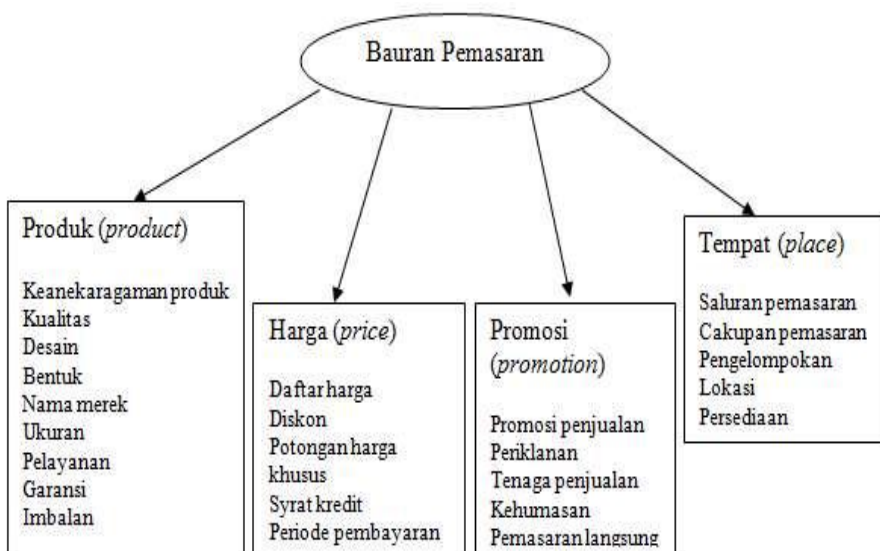 Bauran Pemasaran
Produk (product)
Keanekaragaman produk
Kualitas
Desain
Bentuk
Nama merek
Ukuran
Pelayanan
Garansi
Imbalan
Harga (price)
Daftar harga
Diskon
Potongan harga
khusus
Syrat kredit
Periode pembayaran
Promosi
(promotion)
Promosi penjualan
Periklanan
Tenaga penjualan
Kehumasan
Pemasaran langsung
Tempat (place)
Saluran pemasaran
Cakupan pemasaran
Pengelompokan
Lokasi
Persediaan